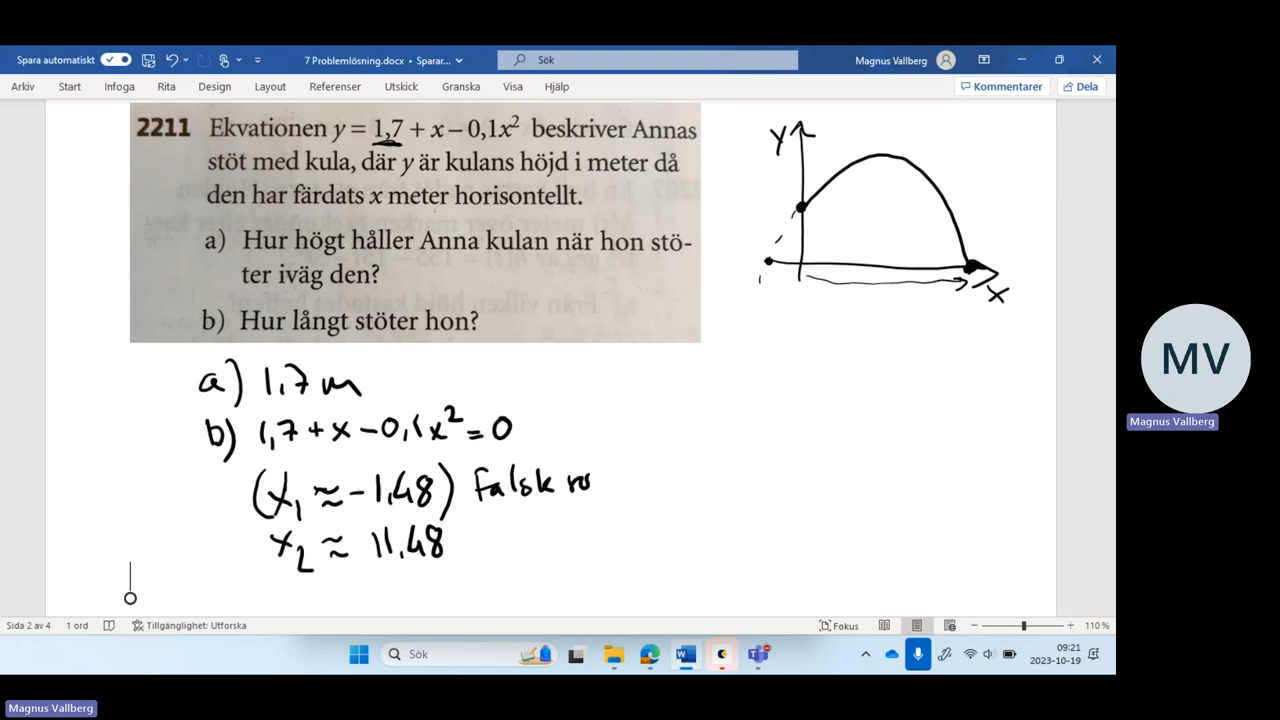 Spara automatiskt
7 Problemlösning.docx - Sparar...
Sök
Magnus Vallberg
Arkiv Start Infoga Rita Design Layout Referenser Utskick Granska Visa Hjälp
Kommentarer Dela
2211 Ekvationen y = 1,7 + x − 0,1x² beskriver Annas
stöt med kula, där y är kulans höjd i meter då
den har färdats x meter horisontellt.
a) Hur högt håller Anna kulan när hon stö-
ter iväg den?
b) Hur långt stöter hon?
y
x
a) 1,7 m
b) 1,7 + x − 0,1x² = 0
(x₁ ≈ −1,48) Falsk ro
x₂ ≈ 11,48
MV
Magnus Vallberg
Sida 2 av 4 1 ord Tillgänglighet: Utforska
Fokus 110 %
Sök
09:21
2023-10-19
Magnus Vallberg